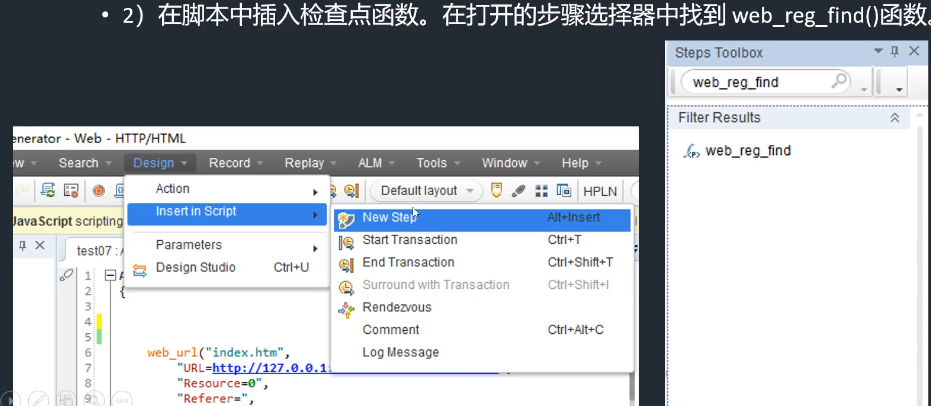 • 2）在脚本中插入检查点函数。在打开的步骤选择器中找到 web_reg_find()函数。
Steps Toolbox
web_reg_find
Filter Results
web_reg_find
enerator - Web - HTTP/HTML
ew Search Design Record Replay ALM Tools Window Help
Default layout HPLN
JavaScript scripting
Action
Insert in Script
Parameters
Design Studio Ctrl+U
New Step Alt+Insert
Start Transaction Ctrl+T
End Transaction Ctrl+Shift+T
Surround with Transaction Ctrl+Shift+I
Rendezvous
Comment Ctrl+Alt+C
Log Message
test07 : A
1 A
2 {
3
4
5
6 web_url("index.htm",
7 "URL=http://127.0.0.1:
8 "Resource=0",
9 "Referer=",